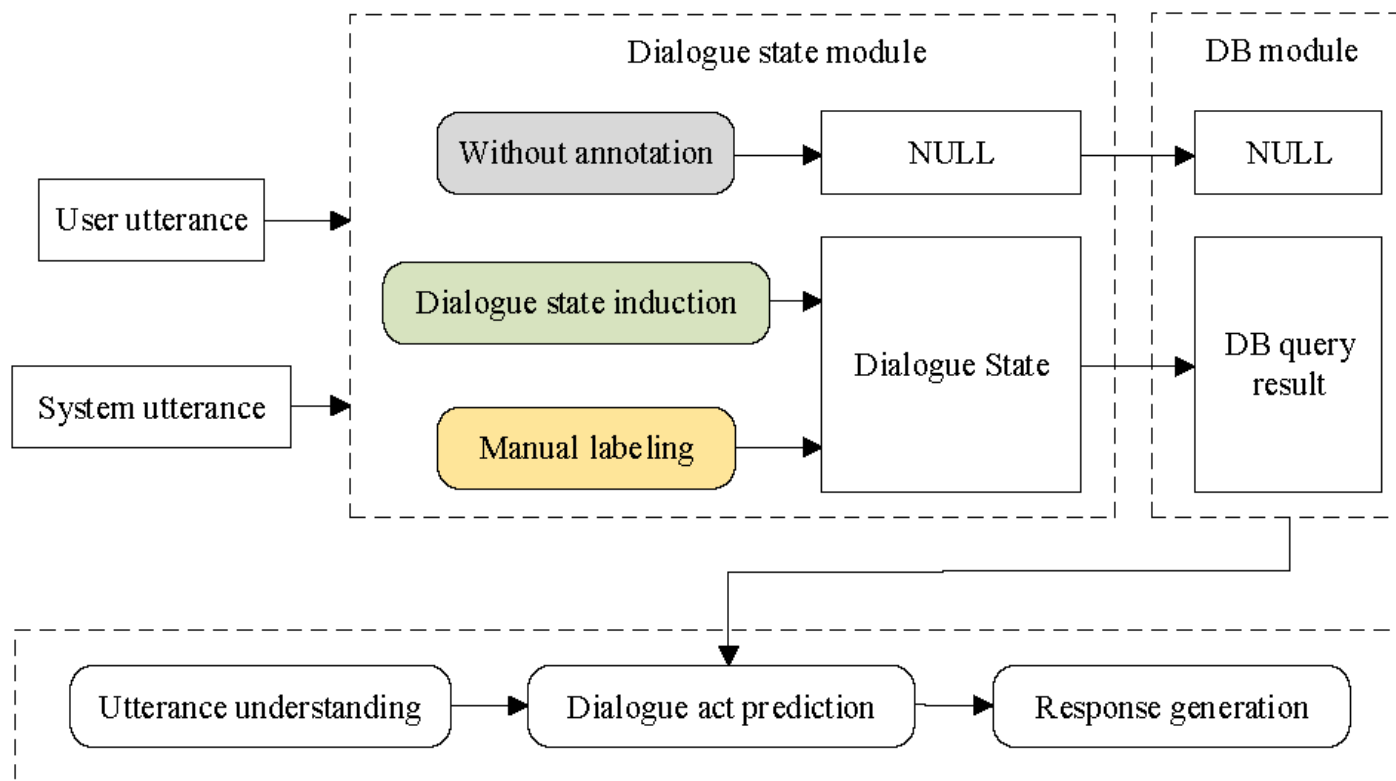 Dialogue state module
DB module
Without annotation
NULL
NULL
User utterance
Dialogue state induction
Dialogue State
DB query
result
System utterance
Manual labeling
Utterance understanding
Dialogue act prediction
Response generation